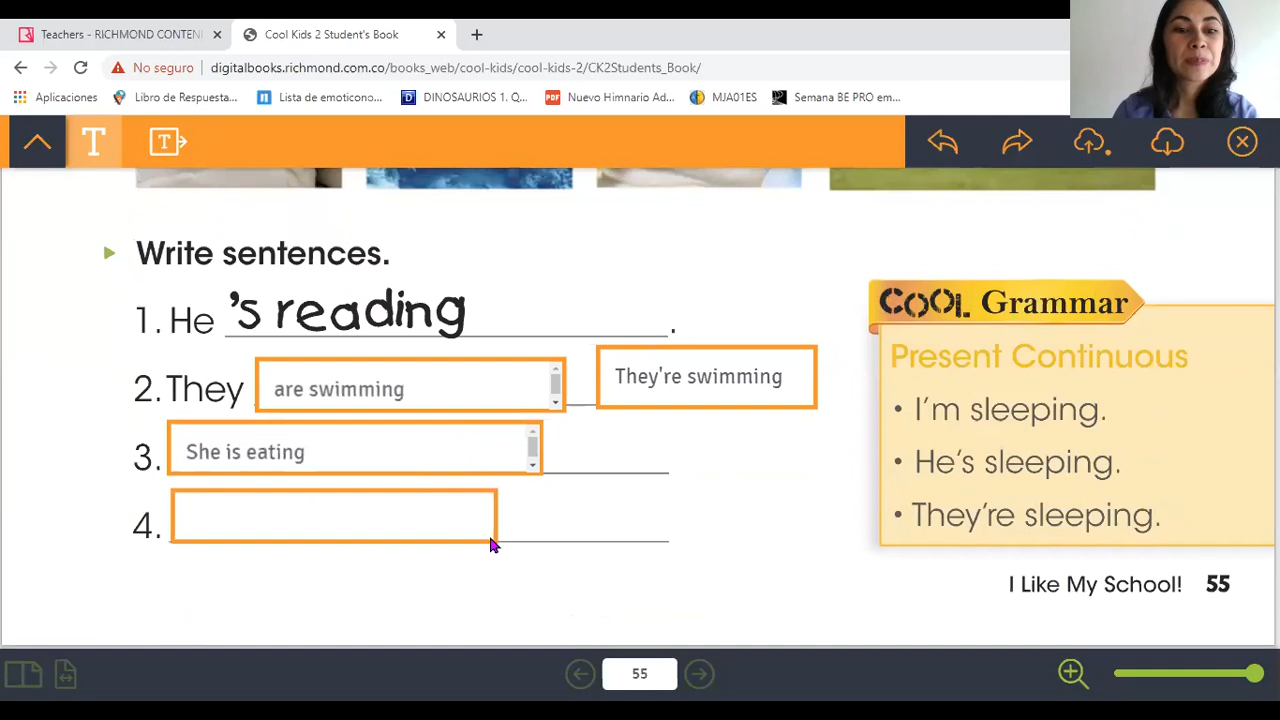 Teachers - RICHMOND CONTEN
Cool Kids 2 Student's Book
No seguro
digitalbooks.richmond.com.co/books_web/cool-kids/cool-kids-2/CK2Students_Book/
Aplicaciones
Libro de Respuesta...
Lista de emoticono...
DINOSAURIOS 1. Q...
PDF
Nuevo Himnario Ad...
MJA01ES
Semana BE PRO em...
T
T
Write sentences.
1. He 's reading.
2. They are swimming
They're swimming
3. She is eating
4.
COOL Grammar
Present Continuous
• I'm sleeping.
• He's sleeping.
• They're sleeping.
I Like My School! 55
55